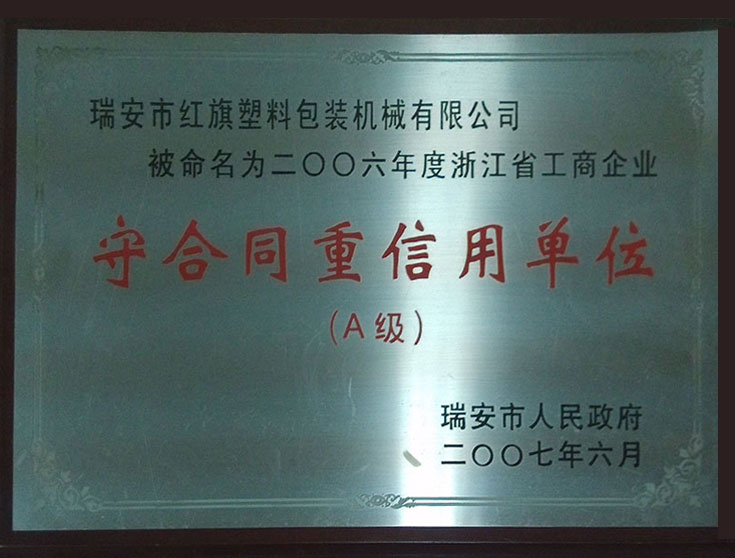 瑞安市红旗塑料包装机械有限公司
被命名为二〇〇六年度浙江省工商企业
守合同重信用单位
(A级)
瑞安市人民政府
二〇〇七年六月